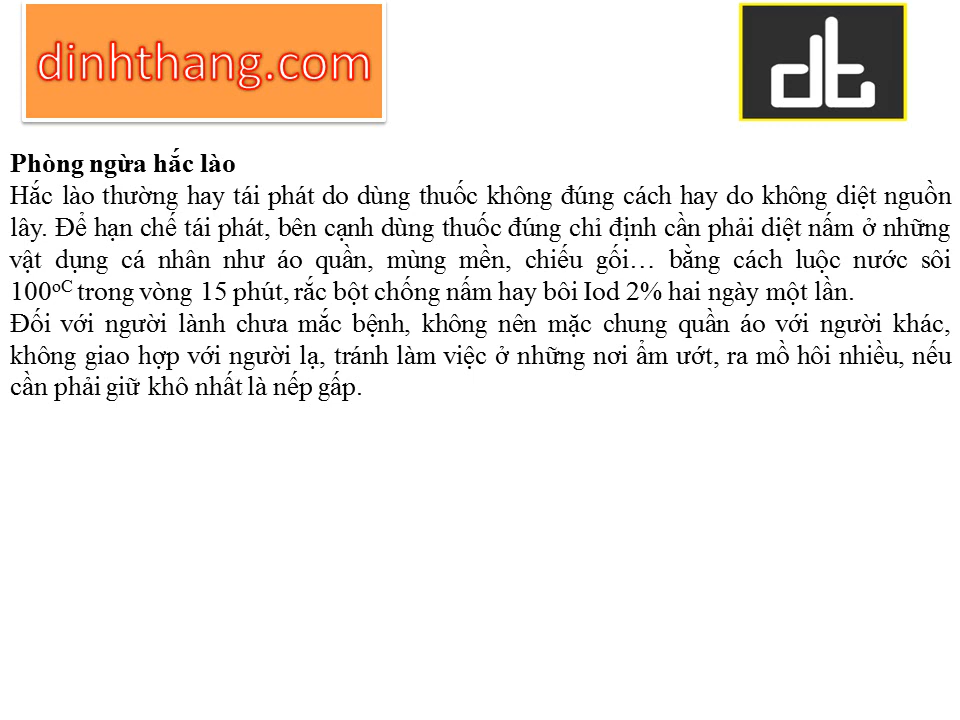 dinhthang.com
dt
Phòng ngừa hắc lào
Hắc lào thường hay tái phát do dùng thuốc không đúng cách hay do không diệt nguồn
lây. Để hạn chế tái phát, bên cạnh dùng thuốc đúng chỉ định cần phải diệt nấm ở những
vật dụng cá nhân như áo quần, mùng mền, chiếu gối… bằng cách luộc nước sôi
100oC trong vòng 15 phút, rắc bột chống nấm hay bôi Iod 2% hai ngày một lần.
Đối với người lành chưa mắc bệnh, không nên mặc chung quần áo với người khác,
không giao hợp với người lạ, tránh làm việc ở những nơi ẩm ướt, ra mồ hôi nhiều, nếu
cần phải giữ khô nhất là nếp gấp.